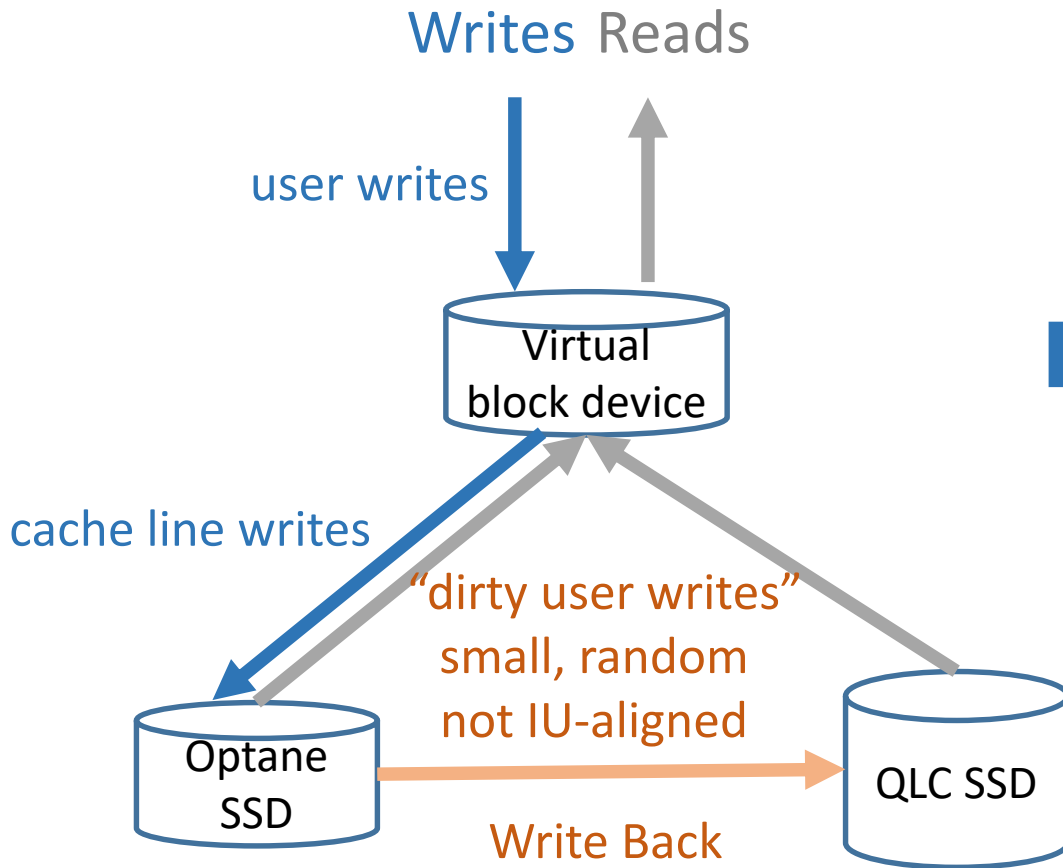 Writes Reads
user writes
Virtual
block device
cache line writes
“dirty user writes”
small, random
not IU-aligned
Optane
SSD
QLC SSD
Write Back